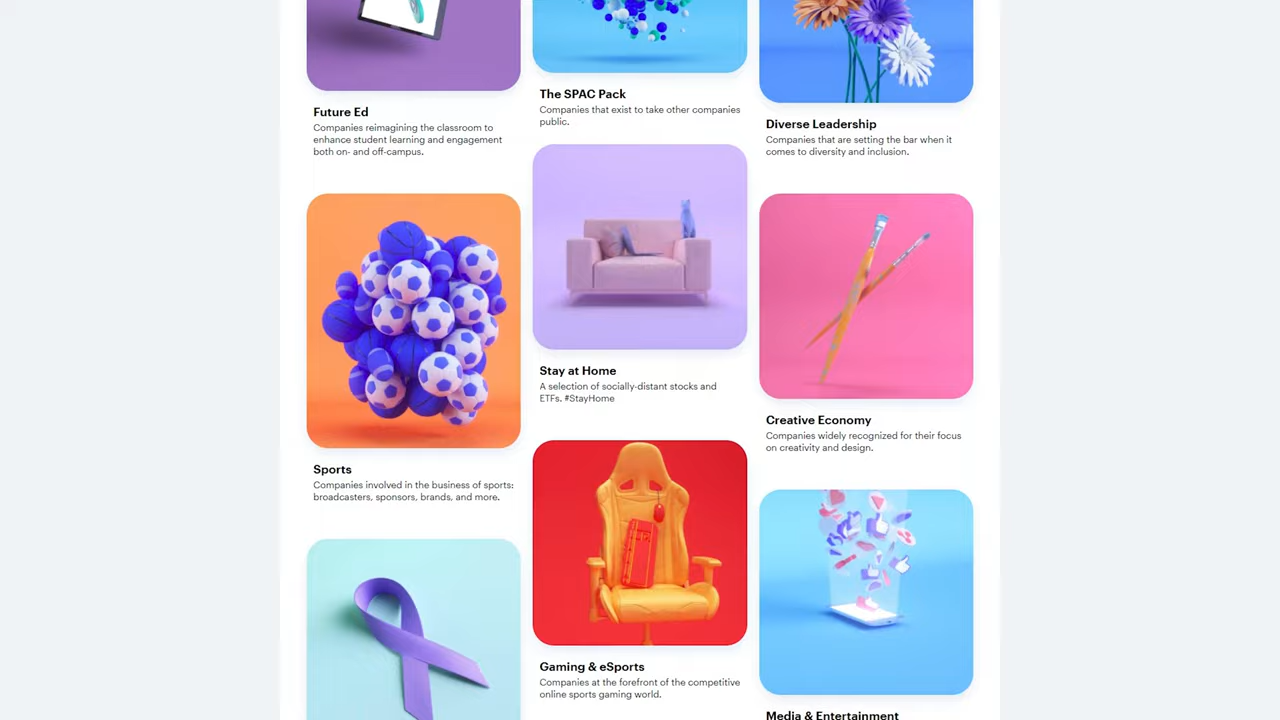 Future Ed
Companies reimagining the classroom to
enhance student learning and engagement
both on- and off-campus.
The SPAC Pack
Companies that exist to take other companies
public.
Diverse Leadership
Companies that are setting the bar when it
comes to diversity and inclusion.
Sports
Companies involved in the business of sports:
broadcasters, sponsors, brands, and more.
Stay at Home
A selection of socially-distant stocks and
ETFs. #StayHome
Creative Economy
Companies widely recognized for their focus
on creativity and design.
Gaming & eSports
Companies at the forefront of the competitive
online sports gaming world.
Media & Entertainment